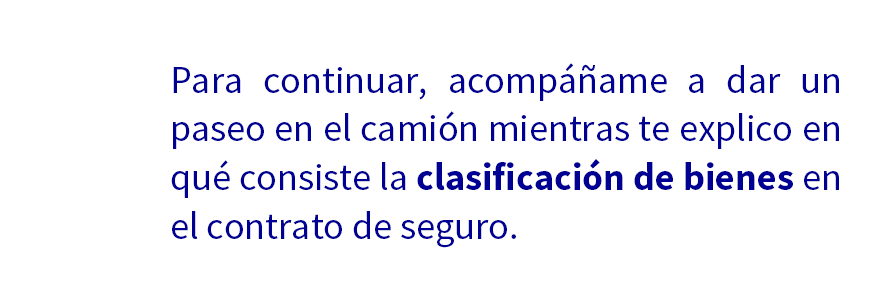 Para continuar, acompáñame a dar un
paseo en el camión mientras te explico en
qué consiste la clasificación de bienes en
el contrato de seguro.